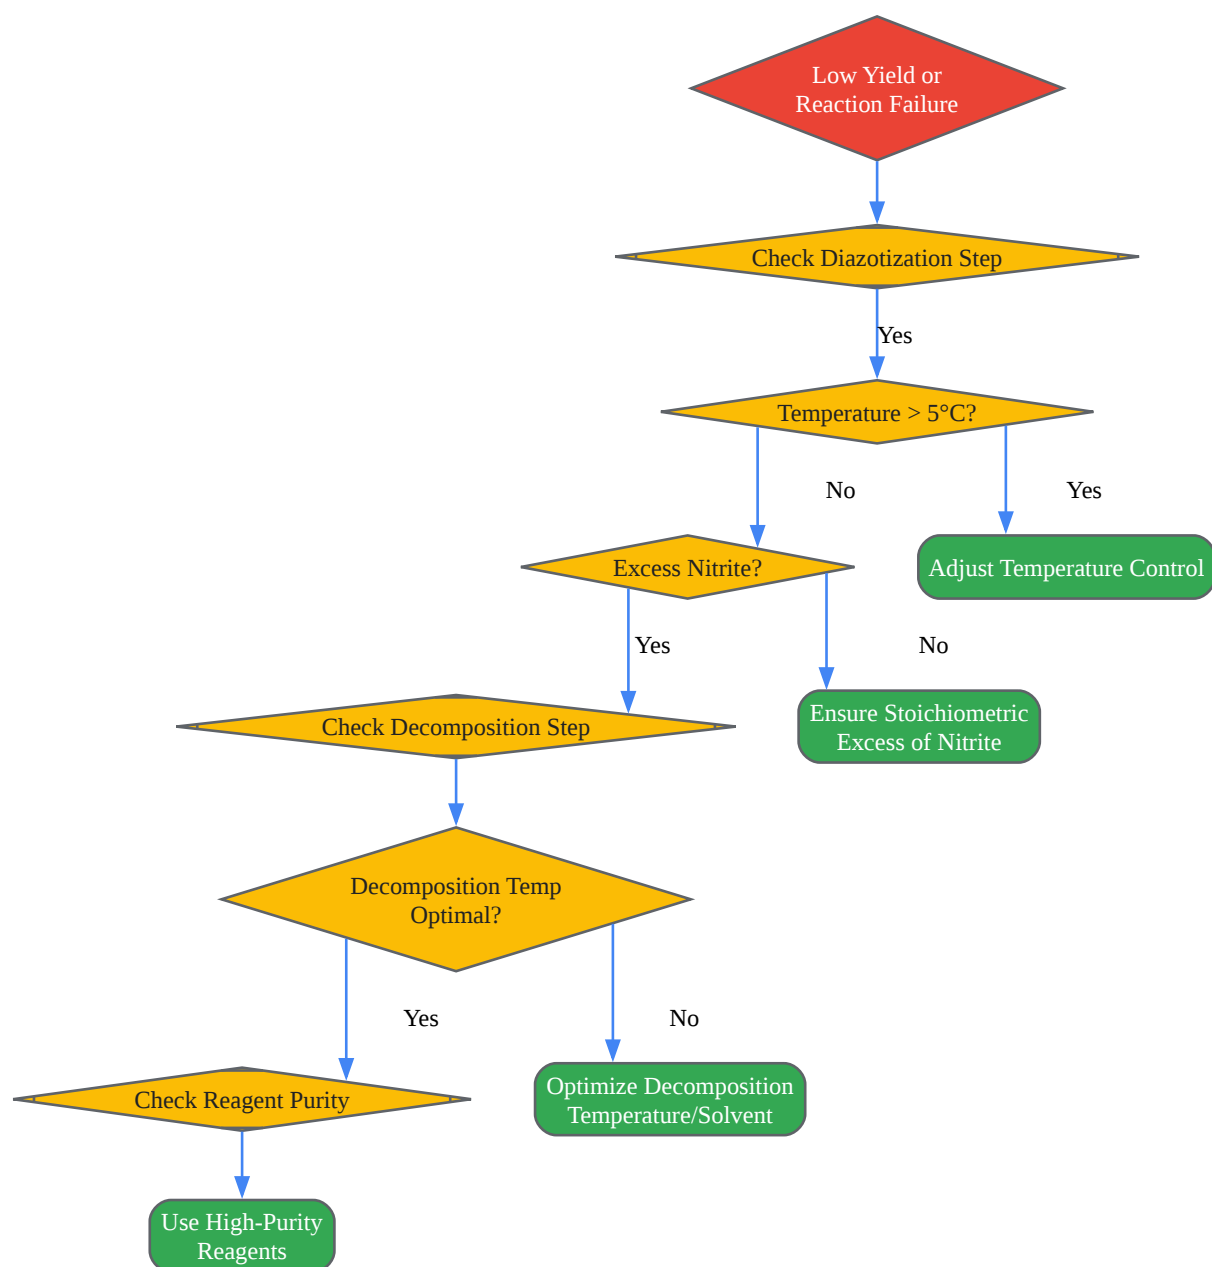 Low Yield or
Reaction Failure
Check Diazotization Step
Yes
Temperature > 5°C?
No
Yes
Excess Nitrite?
Adjust Temperature Control
Yes
No
Check Decomposition Step
Ensure Stoichiometric
Excess of Nitrite
Decomposition Temp
Optimal?
Yes
No
Check Reagent Purity
Optimize Decomposition
Temperature/Solvent
Use High-Purity
Reagents